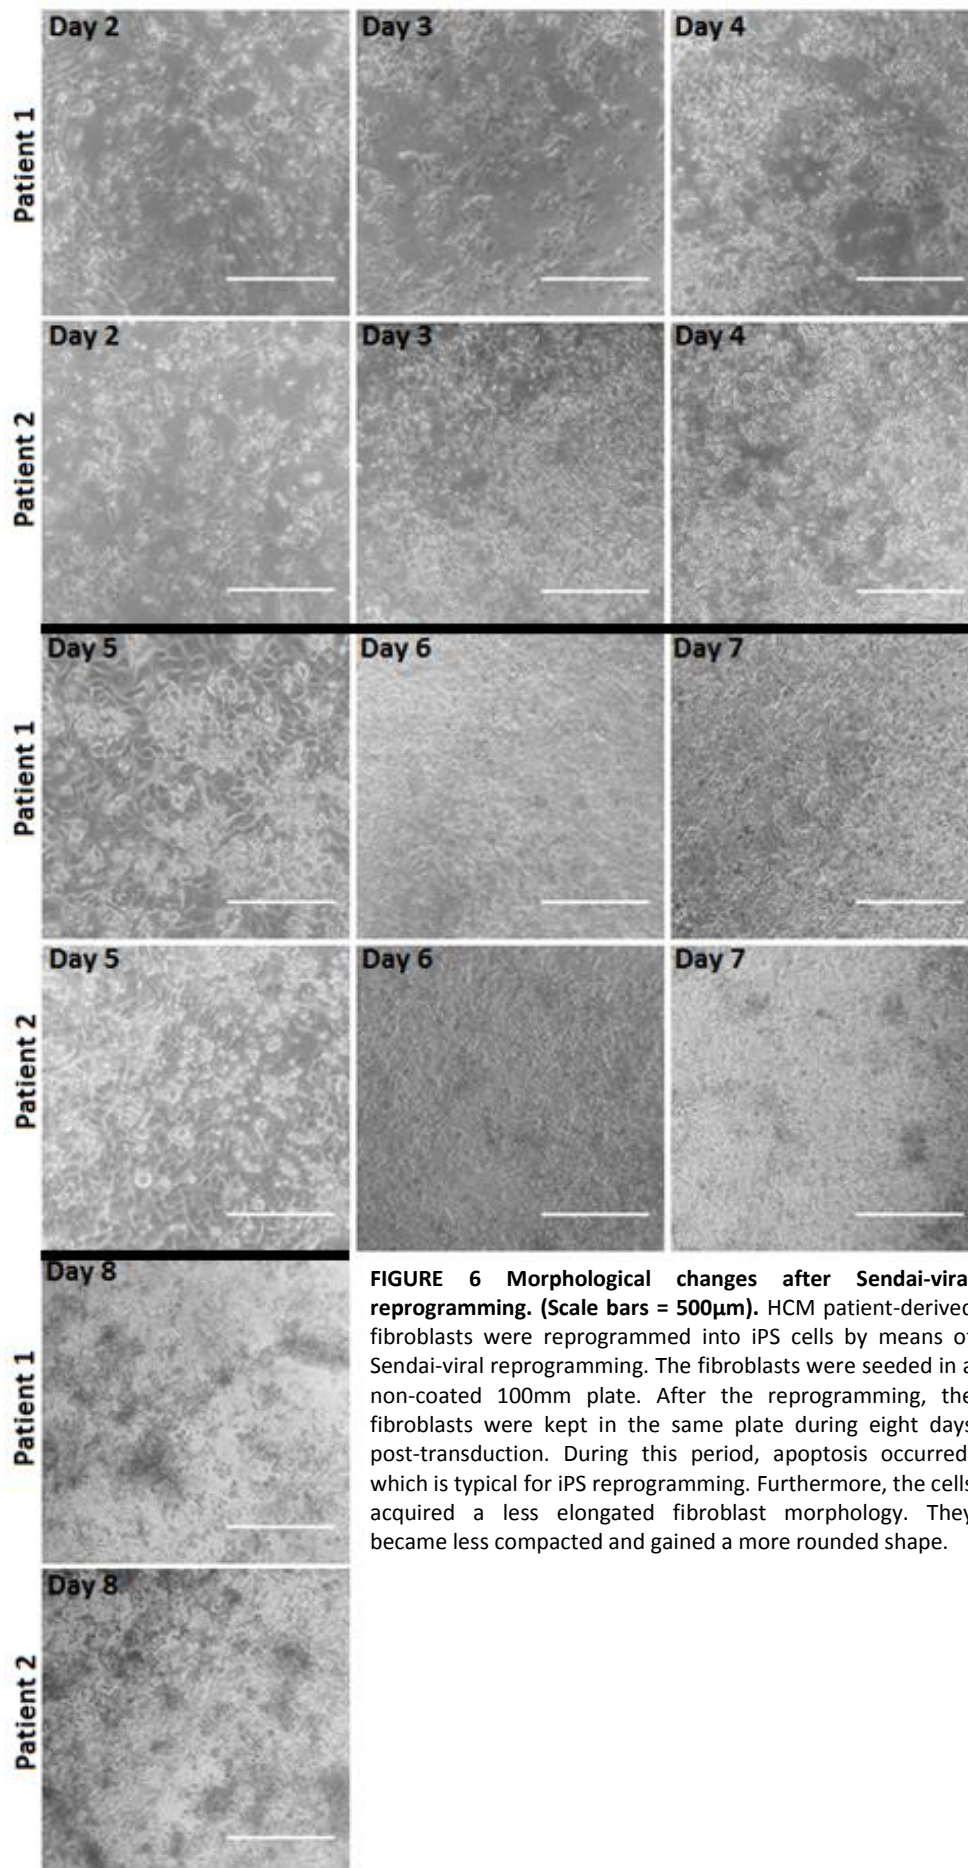 Day 2 Day 3 Day 4
Patient 1
Day 2 Day 3 Day 4
Patient 2
Day 5 Day 6 Day 7
Patient 1
Day 5 Day 6 Day 7
Patient 2
Day 8
Patient 1
Day 8
Patient 2
FIGURE 6 Morphological changes after Sendai-vira
reprogramming. (Scale bars = 500µm). HCM patient-derived
fibroblasts were reprogrammed into iPS cells by means of
Sendai-viral reprogramming. The fibroblasts were seeded in a
non-coated 100mm plate. After the reprogramming, the
fibroblasts were kept in the same plate during eight days
post-transduction. During this period, apoptosis occurred
which is typical for iPS reprogramming. Furthermore, the cells
acquired a less elongated fibroblast morphology. They
became less compacted and gained a more rounded shape.